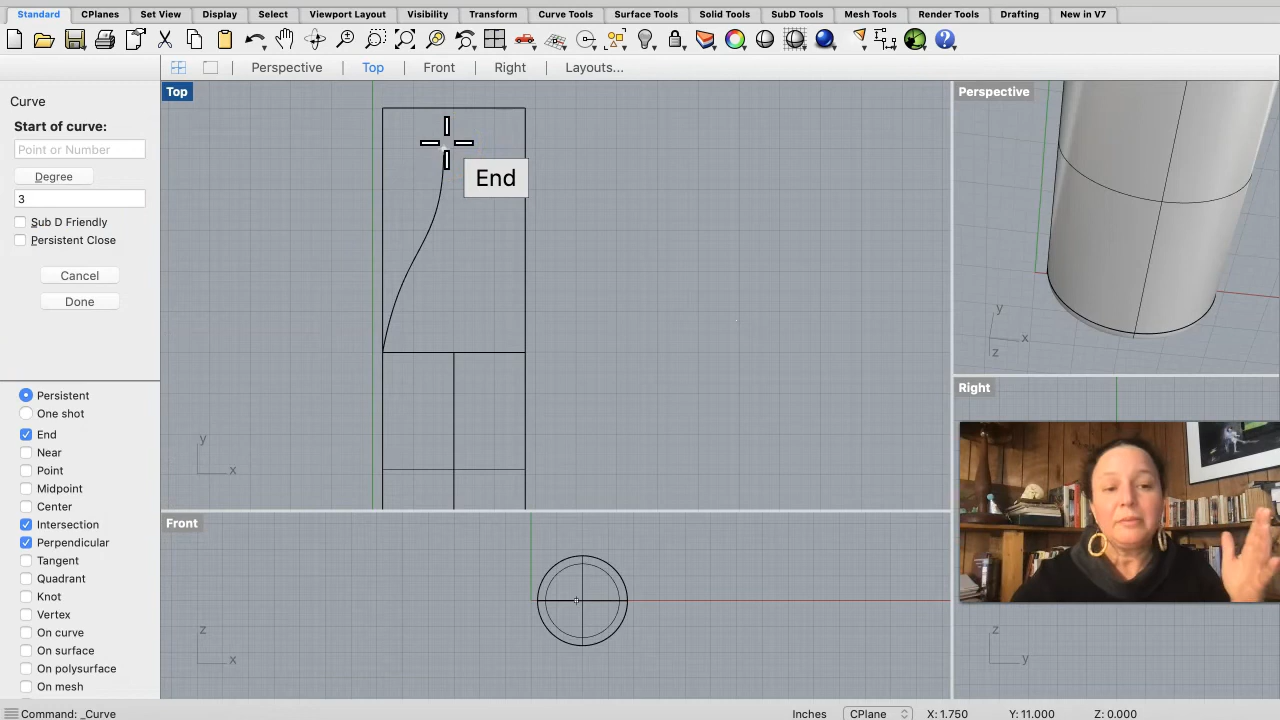 Standard CPlanes Set View Display Select Viewport Layout Visibility Transform Curve Tools Surface Tools Solid Tools SubD Tools Mesh Tools Render Tools Drafting New in V7
Perspective Top Front Right Layouts...
Curve
Start of curve:
Point or Number
Degree
3
Sub D Friendly
Persistent Close
Cancel
Done
Persistent
One shot
End
Near
Point
Midpoint
Center
Intersection
Perpendicular
Tangent
Quadrant
Knot
Vertex
On curve
On surface
On polysurface
On mesh
Top
End
y
x
Perspective
y
x
z
Front
z
x
Right
z
y
Command: _Curve
Inches CPlane X: 1.750 Y: 11.000 Z: 0.000